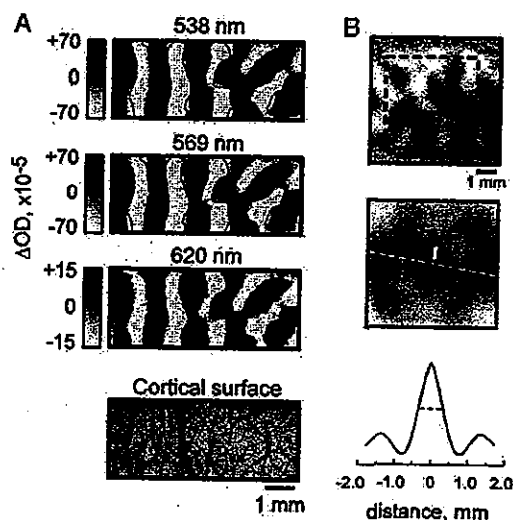 A
538 nm
+70
0
-70
569 nm
+70
0
-70
620 nm
+15
0
-15
ΔOD, x10-5
Cortical surface
1 mm
B
1 mm
f
-2.0 -1.0 0 1.0 2.0
distance, mm